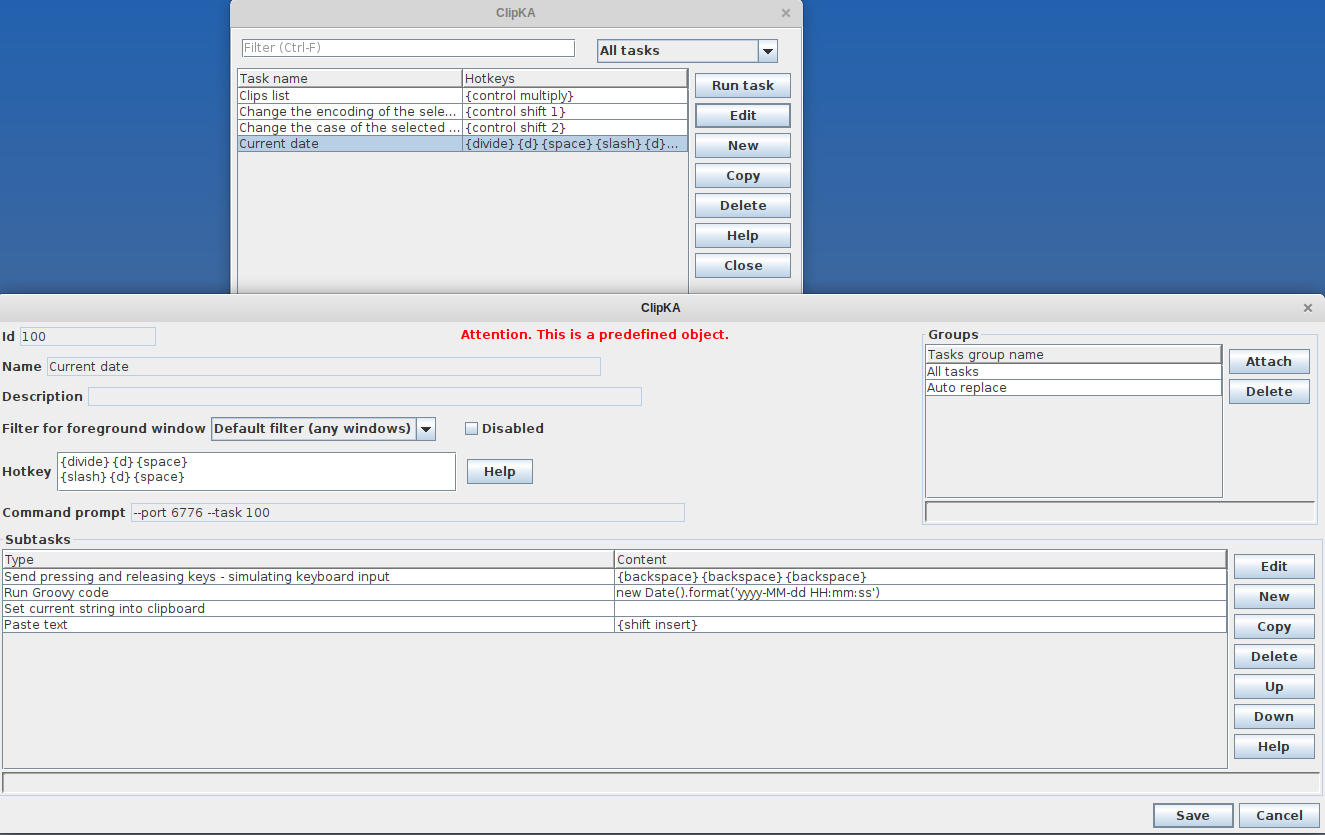 ClipKA
Filter (Ctrl-F)
All tasks
Task name Hotkeys
Clips list {control multiply}
Change the encoding of the sele... {control shift 1}
Change the case of the selected ... {control shift 2}
Current date {divide} {d} {space} {slash} {d}...
Run task
Edit
New
Copy
Delete
Help
Close
ClipKA
Id 100
Attention. This is a predefined object.
Name Current date
Description
Filter for foreground window Default filter (any windows) Disabled
Hotkey {divide} {d} {space}
{slash} {d} {space}
Help
Command prompt --port 6776 --task 100
Groups
Tasks group name
All tasks
Auto replace
Attach
Delete
Subtasks
Type Content
Send pressing and releasing keys - simulating keyboard input {backspace} {backspace} {backspace}
Run Groovy code new Date().format('yyyy-MM-dd HH:mm:ss')
Set current string into clipboard
Paste text {shift insert}
Edit
New
Copy
Delete
Up
Down
Help
Save Cancel